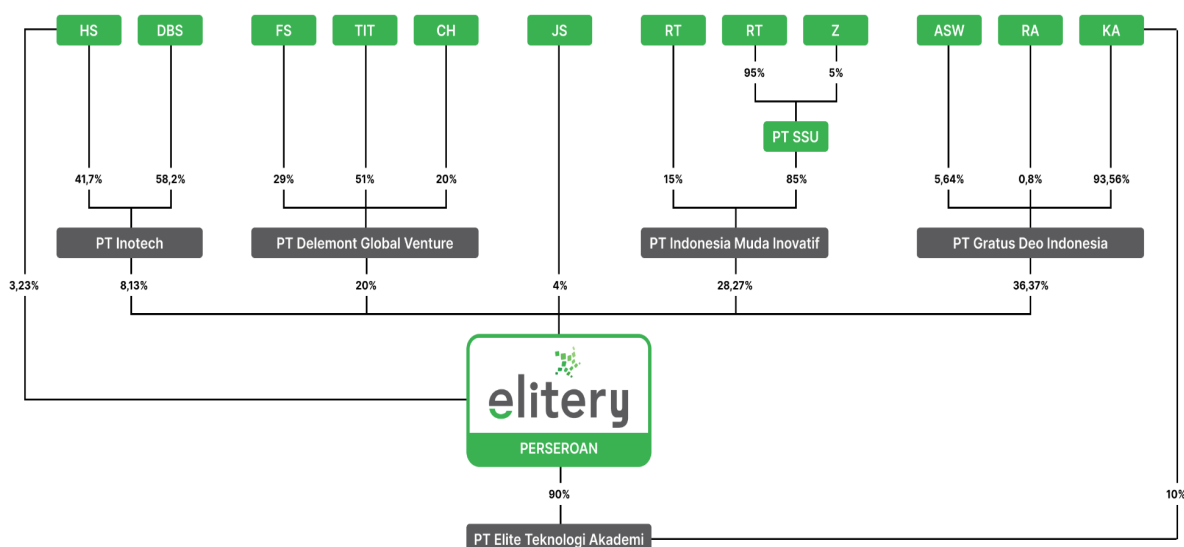 HS DBS FS TIT CH JS RT RT Z ASW RA KA
95% 5%
PT SSU
41,7% 58,2% 29% 51% 20% 15% 85% 5,64% 0,8% 93,56%
PT Inotech PT Delemont Global Venture PT Indonesia Muda Inovatif PT Gratus Deo Indonesia
3,23% 8,13% 20% 4% 28,27% 36,37%
elitery
PERSEROAN
90% 10%
PT Elite Teknologi Akademi